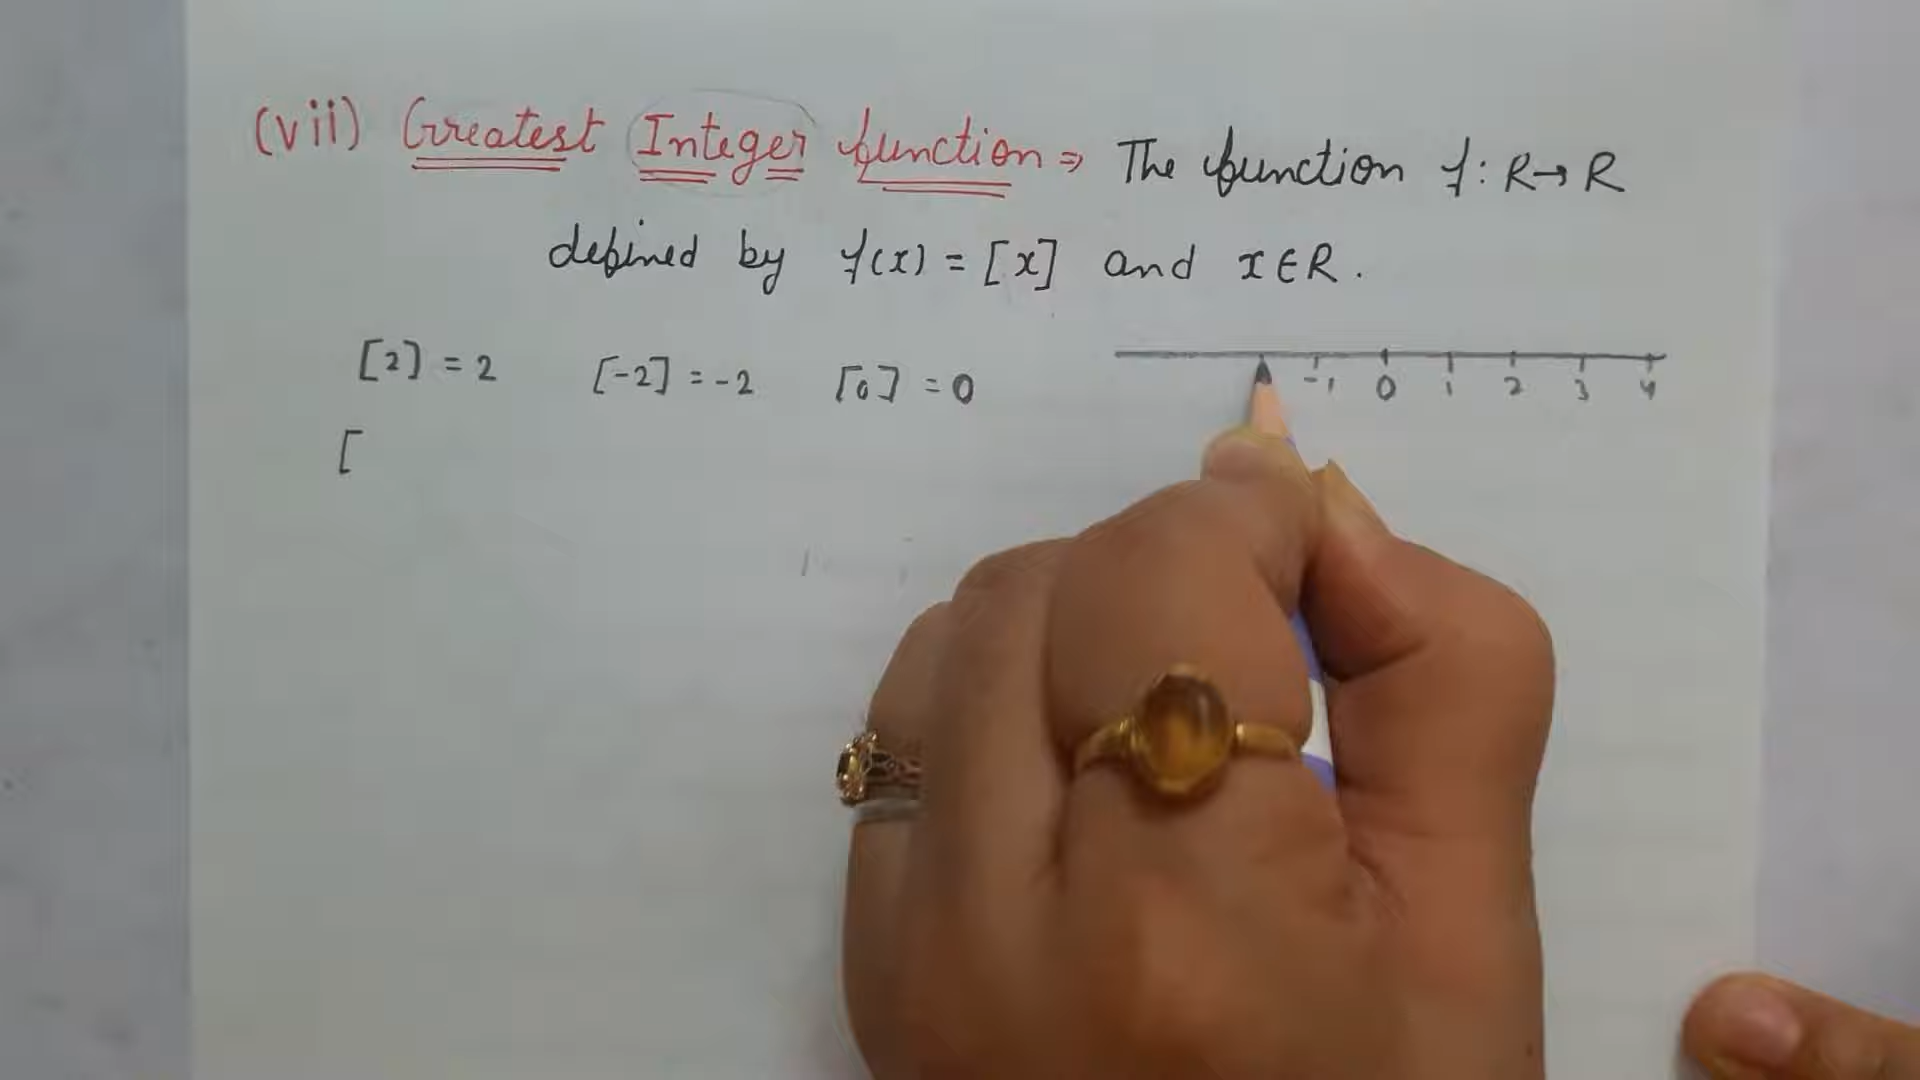 (vii) Greatest Integer function ⇒ The function f: R→R
defined by f(x) = [x] and x ∈ R.
[2] = 2 [-2] = -2 [0] = 0
-1 0 1 2 3 4
[